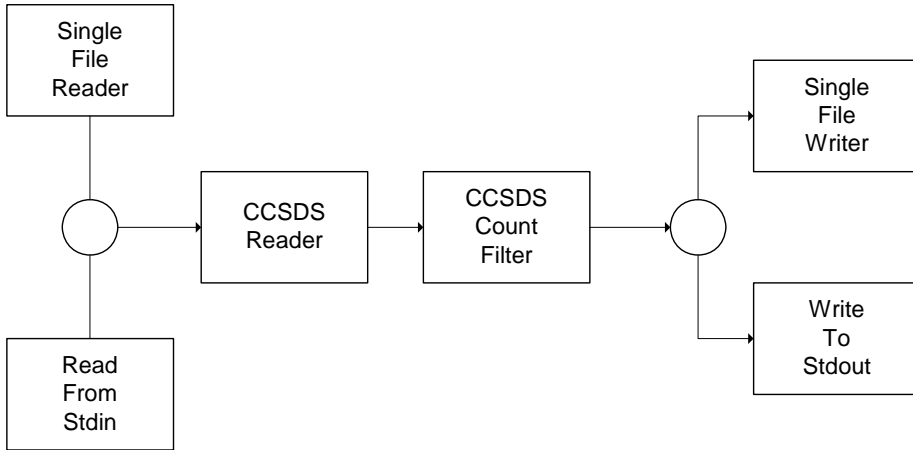 Single
File
Reader
CCSDS
Reader
CCSDS
Count
Filter
Single
File
Writer
Read
From
Stdin
Write
To
Stdout